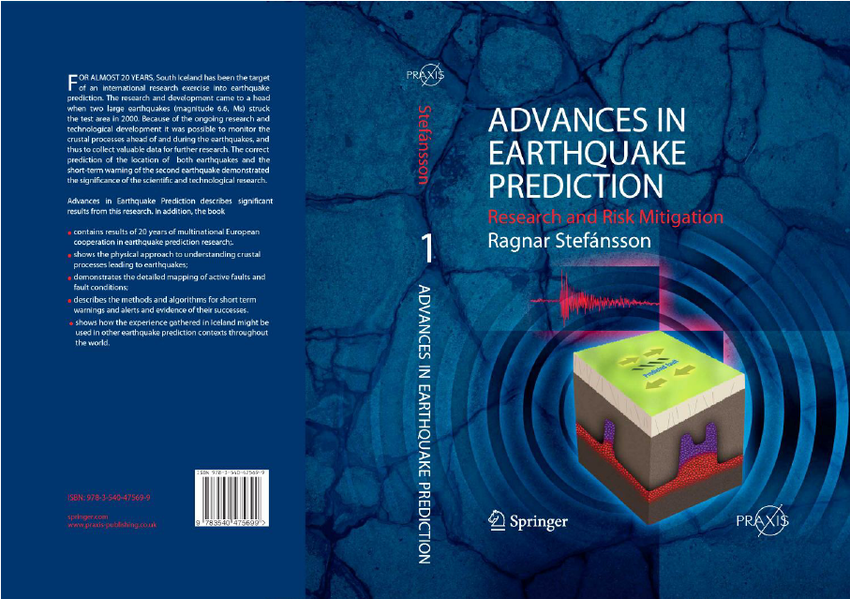 FOR ALMOST 20 YEARS, South Iceland has been the target
of an international research exercise into earthquake
prediction. The research and development came to a head
when two large earthquakes (magnitude 6.6, Ms) struck
the test area in 2000. Because of the ongoing research and
technological development it was possible to monitor the
crustal processes ahead of and during the earthquakes, and
thus to collect valuable data for further research. The correct
prediction of the location of both earthquakes and the
short-term warning of the second earthquake demonstrated
the significance of the scientific and technological research.
Advances in Earthquake Prediction describes significant
results from this research. In addition, the book
• contains results of 20 years of multinational European
cooperation in earthquake prediction research;.
• shows the physical approach to understanding crustal
processes leading to earthquakes;
• demonstrates the detailed mapping of active faults and
fault conditions;
• describes the methods and algorithms for short term
warnings and alerts and evidence of their successes.
• shows how the experience gathered in Iceland might be
used in other earthquake prediction contexts throughout
the world.
ISBN: 978-3-540-47569-9
springer.com
www.praxis-publishing.co.uk
ISBN 978-3-540-47569-9
9 783540 475699
PRAXIS
Stefánsson
1
ADVANCES IN EARTHQUAKE PREDICTION
ADVANCES IN
EARTHQUAKE
PREDICTION
Research and Risk Mitigation
Ragnar Stefánsson
Predicted fault
Springer
PRAXIS